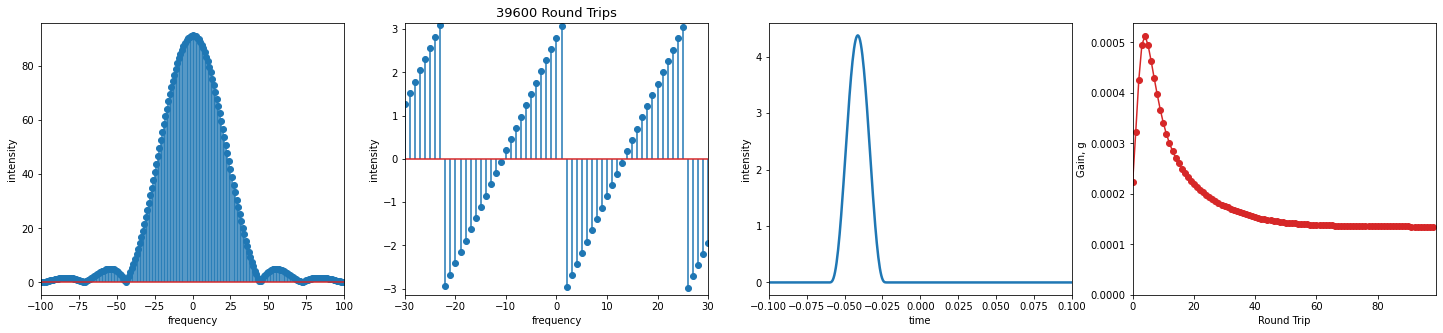 39600 Round Trips
intensity
80
60
40
20
0
−100 −75 −50 −25 0 25 50 75 100
frequency
intensity
3
2
1
0
−1
−2
−3
−30 −20 −10 0 10 20 30
frequency
intensity
4
3
2
1
0
−0.100 −0.075 −0.050 −0.025 0.000 0.025 0.050 0.075 0.100
time
Gain, g
0.0005
0.0004
0.0003
0.0002
0.0001
0.0000
0 20 40 60 80
Round Trip